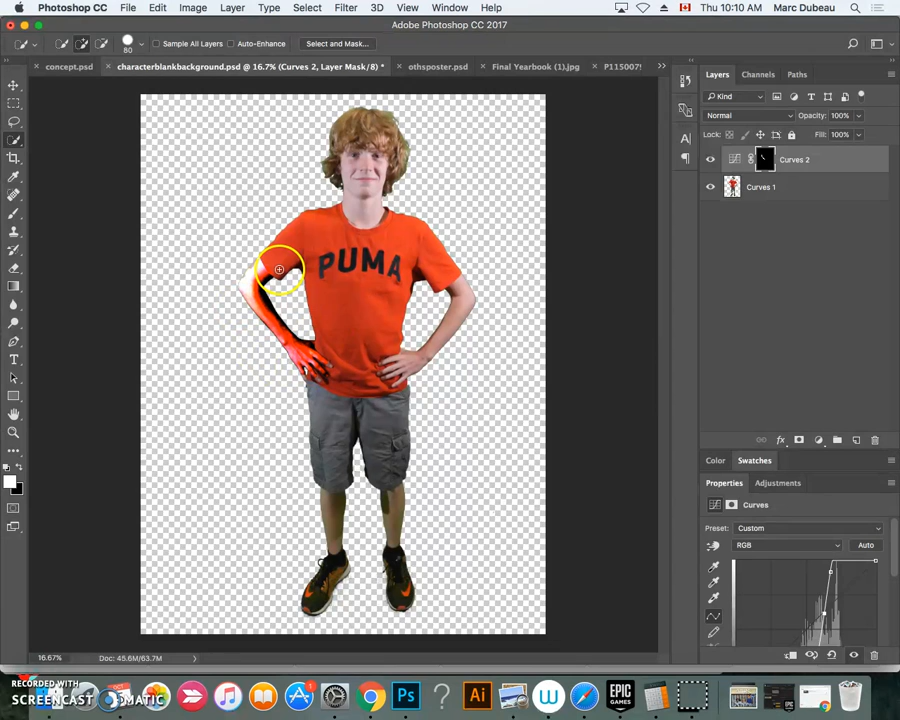 Photoshop CC File Edit Image Layer Type Select Filter 3D View Window Help Thu 10:10 AM Marc Dubeau
Adobe Photoshop CC 2017
80 Sample All Layers Auto-Enhance Select and Mask...
concept.psd characterblankbackground.psd @ 16.7% (Curves 2, Layer Mask/8) * othsposter.psd Final Yearbook (1).jpg P115007
Layers Channels Paths
Kind
Normal Opacity: 100%
Lock: Fill: 100%
Curves 2
Curves 1
PUMA
fx
Color Swatches
Properties Adjustments
Curves
Preset: Custom
RGB Auto
16.67% Doc: 45.6M/63.7M
RECORDED WITH
SCREENCAST MATIC
OCT
1
Ps
?
Ai
W
EPIC
GAMES